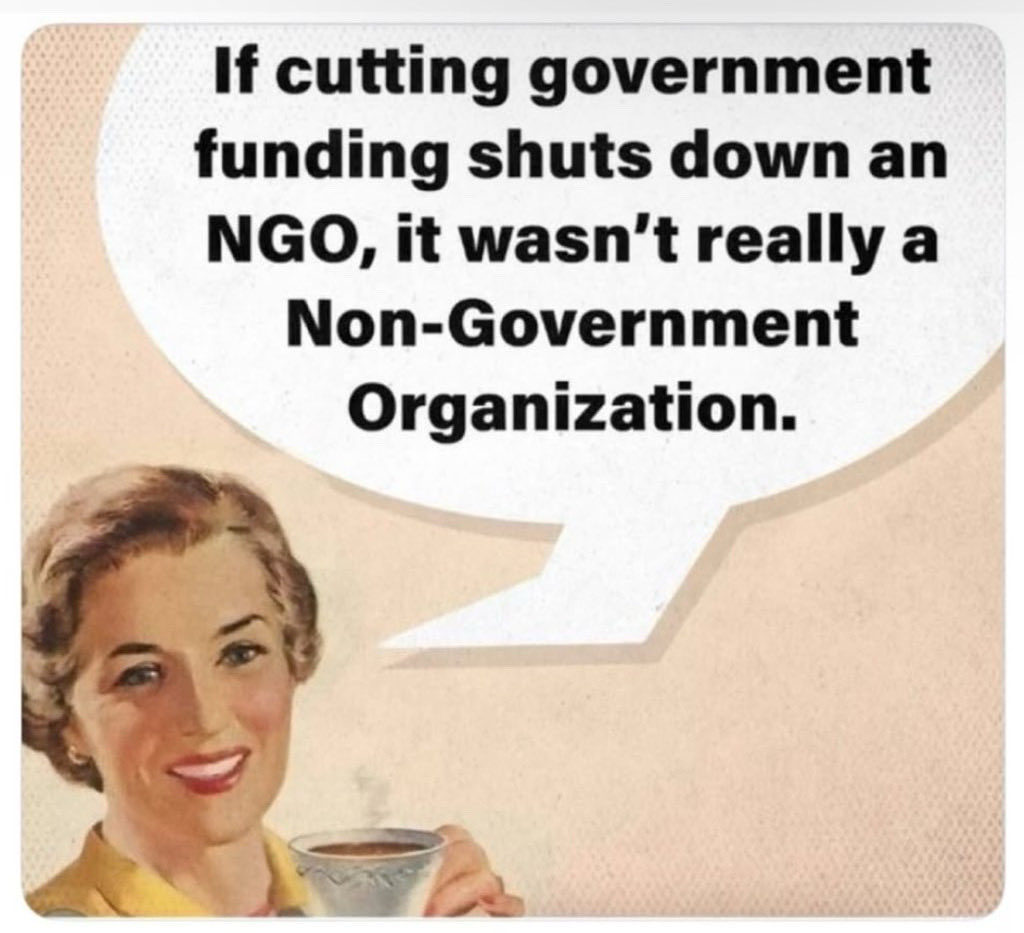 If cutting government
funding shuts down an
NGO, it wasn’t really a
Non-Government
Organization.